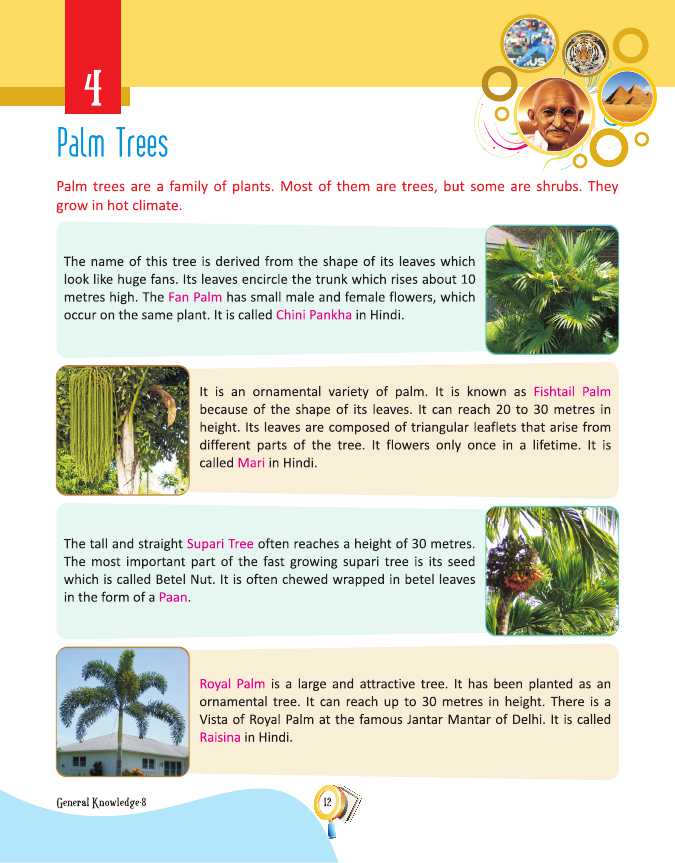 4
Palm Trees
Palm trees are a family of plants. Most of them are trees, but some are shrubs. They
grow in hot climate.
The name of this tree is derived from the shape of its leaves which
look like huge fans. Its leaves encircle the trunk which rises about 10
metres high. The Fan Palm has small male and female flowers, which
occur on the same plant. It is called Chini Pankha in Hindi.
It is an ornamental variety of palm. It is known as Fishtail Palm
because of the shape of its leaves. It can reach 20 to 30 metres in
height. Its leaves are composed of triangular leaflets that arise from
different parts of the tree. It flowers only once in a lifetime. It is
called Mari in Hindi.
The tall and straight Supari Tree often reaches a height of 30 metres.
The most important part of the fast growing supari tree is its seed
which is called Betel Nut. It is often chewed wrapped in betel leaves
in the form of a Paan.
Royal Palm is a large and attractive tree. It has been planted as an
ornamental tree. It can reach up to 30 metres in height. There is a
Vista of Royal Palm at the famous Jantar Mantar of Delhi. It is called
Raisina in Hindi.
General Knowledge-8
12